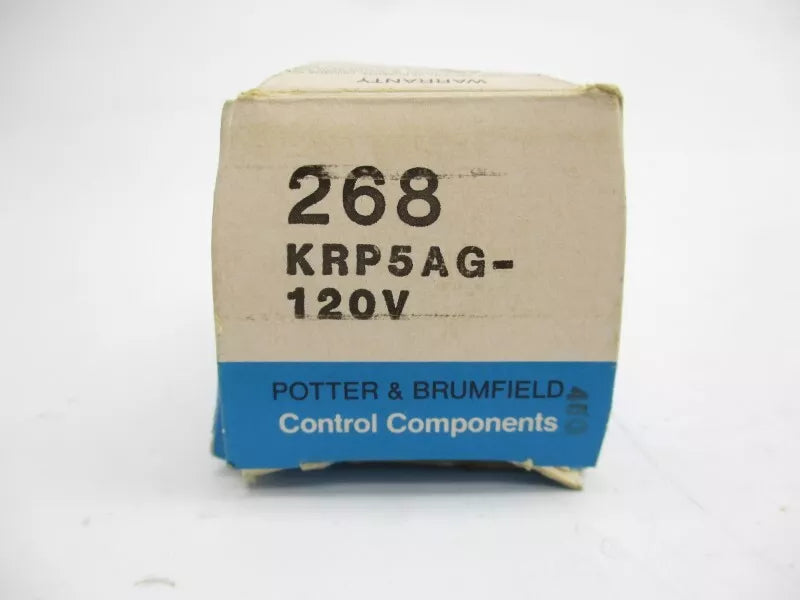 WARRANTY
268
KRP5AG-
120V
POTTER & BRUMFIELD
Control Components